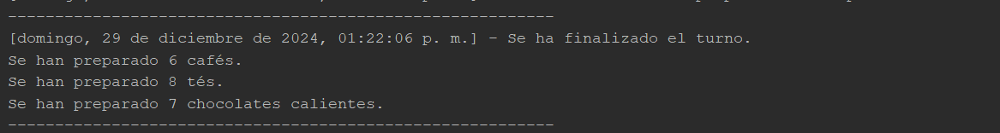 ----------------------------------------------------------
[domingo, 29 de diciembre de 2024, 01:22:06 p. m.] - Se ha finalizado el turno.
Se han preparado 6 cafés.
Se han preparado 8 tés.
Se han preparado 7 chocolates calientes.
----------------------------------------------------------